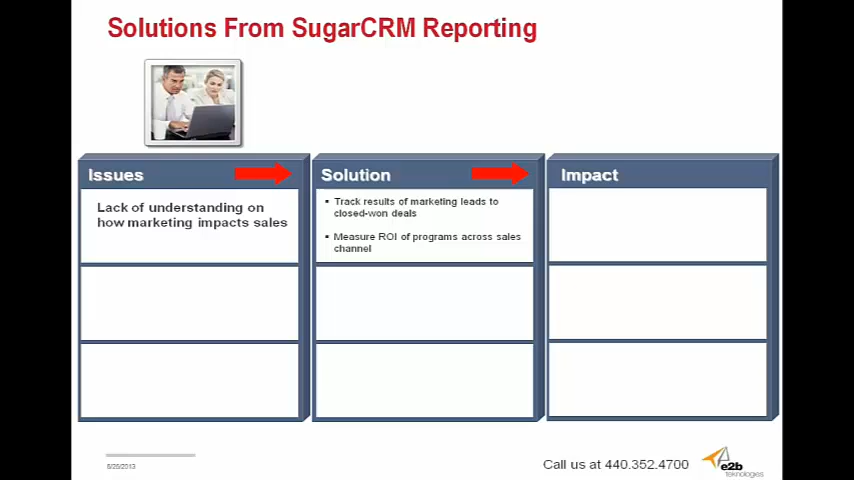 Solutions From SugarCRM Reporting
Issues
Solution
Impact
Lack of understanding on
how marketing impacts sales
▪ Track results of marketing leads to
closed-won deals
▪ Measure ROI of programs across sales
channel
6/25/2013
Call us at 440.352.4700
e2b
teknologies